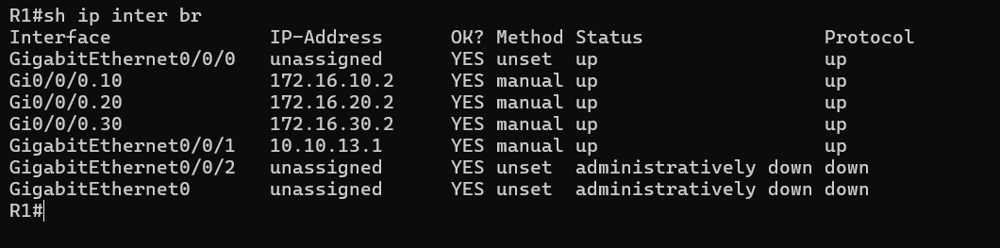 R1#sh ip inter br
Interface              IP-Address      OK? Method Status                Protocol
GigabitEthernet0/0/0   unassigned      YES unset  up                    up
Gi0/0/0.10             172.16.10.2     YES manual up                    up
Gi0/0/0.20             172.16.20.2     YES manual up                    up
Gi0/0/0.30             172.16.30.2     YES manual up                    up
GigabitEthernet0/0/1   10.10.13.1      YES manual up                    up
GigabitEthernet0/0/2   unassigned      YES unset  administratively down down
GigabitEthernet0       unassigned      YES unset  administratively down down
R1#